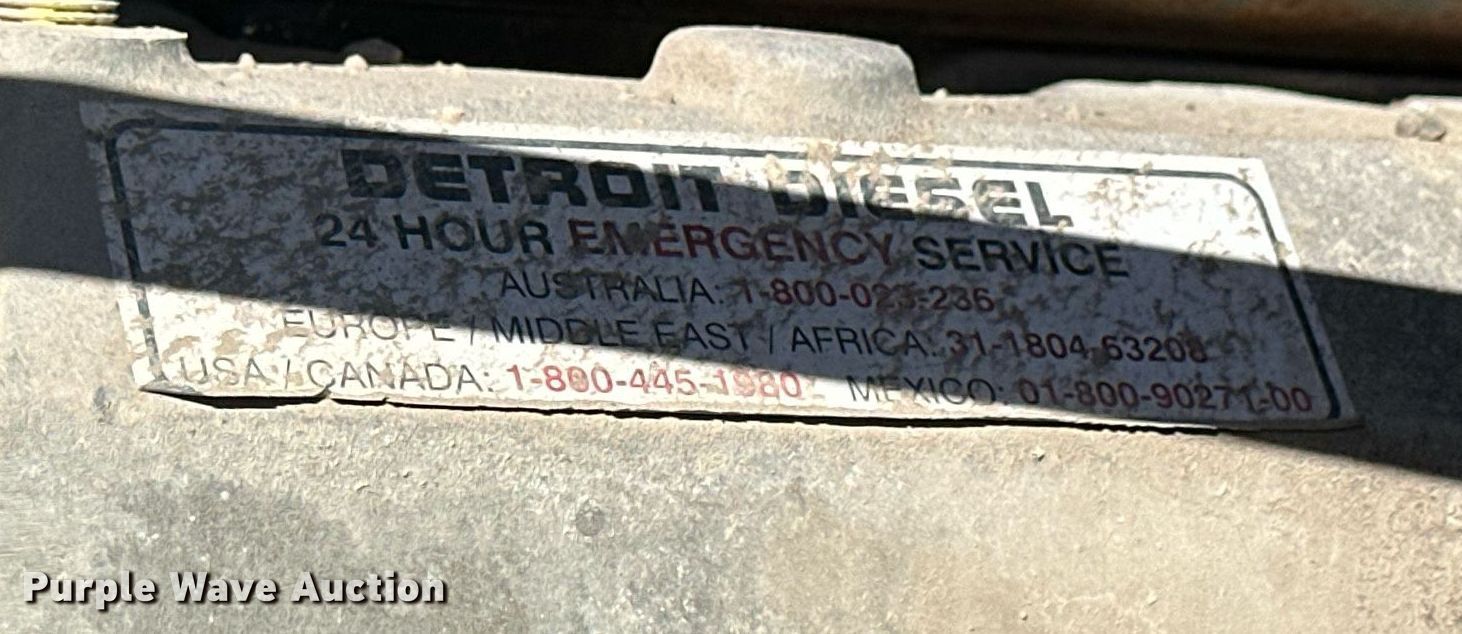 DETROIT DIESEL
24 HOUR EMERGENCY SERVICE
AUSTRALIA: 1-800-023-236
EUROPE / MIDDLE EAST / AFRICA: 31-1804-63208
USA / CANADA: 1-800-445-1980 MEXICO: 01-800-90271-00
Purple Wave Auction